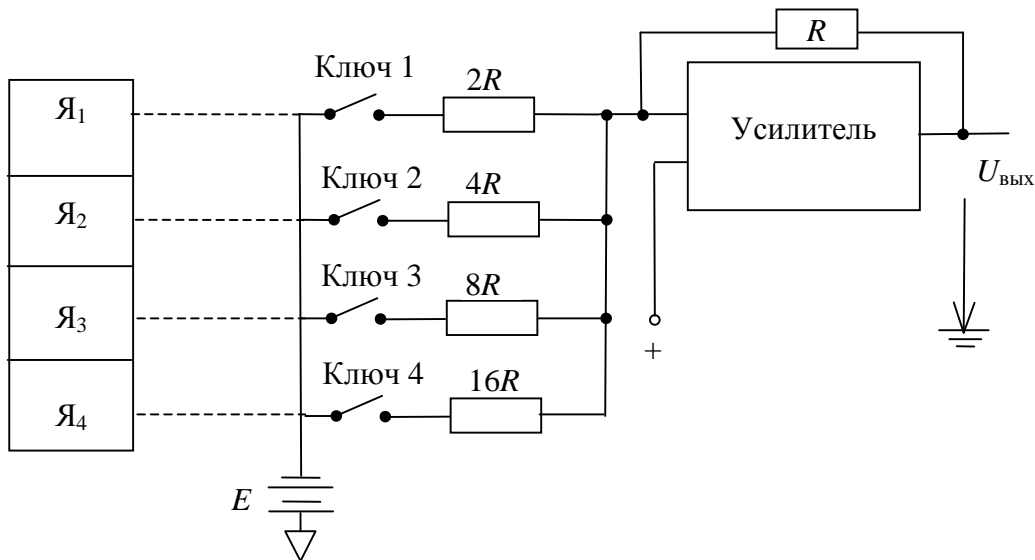 R
Ключ 1
2R
Я₁
Усилитель
Ключ 2
4R
Uвых
Я₂
Ключ 3
8R
Я₃
+
Ключ 4
16R
Я₄
E